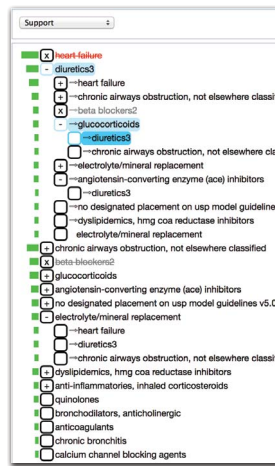 Support
x heart failure
- diuretics3
+ →heart failure
+ →chronic airways obstruction, not elsewhere class
x →beta blockers2
- →glucocorticoids
→diuretics3
→chronic airways obstruction, not elsewhere cla
+ →electrolyte/mineral replacement
- →angiotensin-converting enzyme (ace) inhibitors
→diuretics3
→no designated placement on usp model guideline
→dyslipidemics, hmg coa reductase inhibitors
electrolyte/mineral replacement
+ chronic airways obstruction, not elsewhere classified
x beta blockers2
+ glucocorticoids
+ angiotensin-converting enzyme (ace) inhibitors
+ no designated placement on usp model guidelines v5.0
- electrolyte/mineral replacement
→heart failure
→diuretics3
→chronic airways obstruction, not elsewhere classi
+ dyslipidemics, hmg coa reductase inhibitors
+ anti-inflammatories, inhaled corticosteroids
quinolones
bronchodilators, anticholinergic
anticoagulants
chronic bronchitis
calcium channel blocking agents